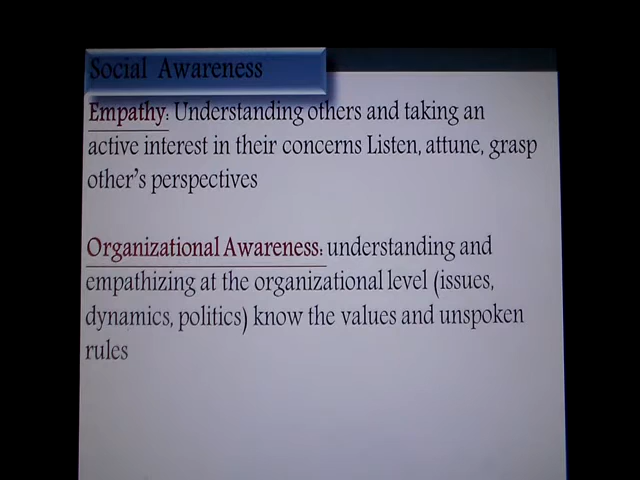 Social Awareness
Empathy: Understanding others and taking an
active interest in their concerns Listen, attune, grasp
other's perspectives
Organizational Awareness: understanding and
empathizing at the organizational level (issues,
dynamics, politics) know the values and unspoken
rules